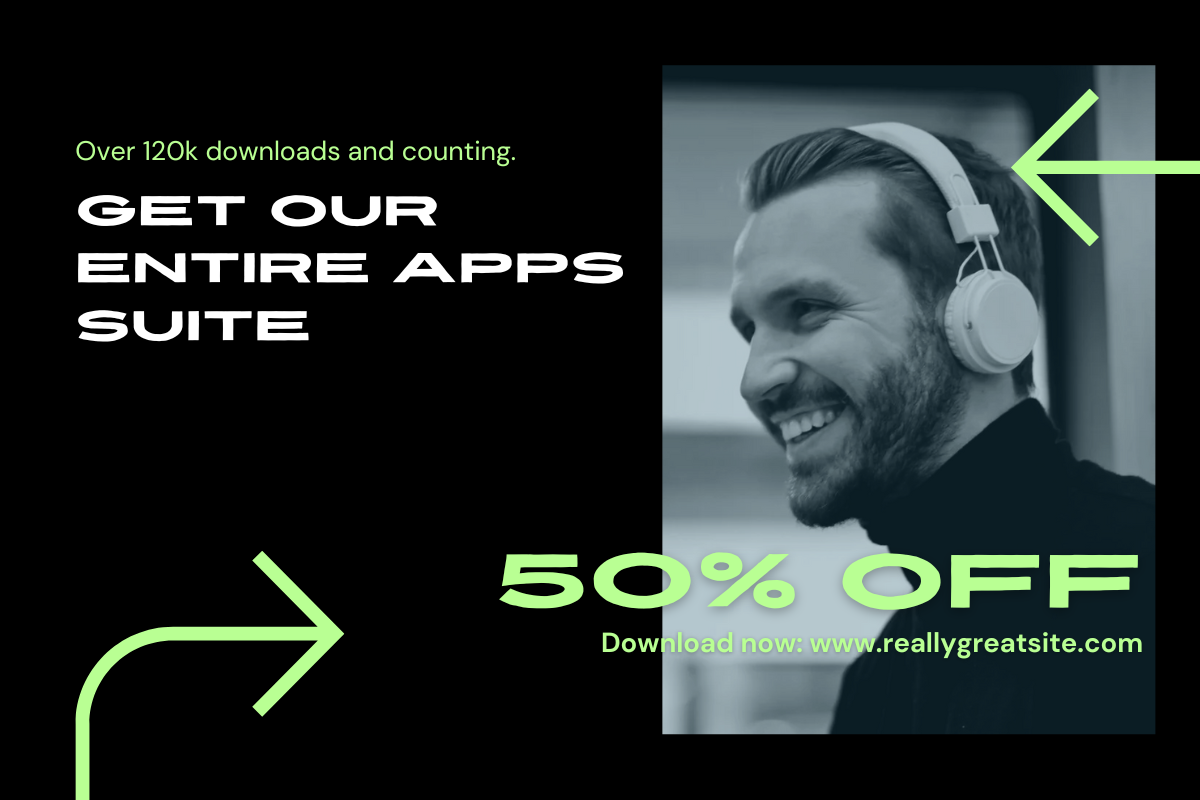 Over 120k downloads and counting.
GET OUR
ENTIRE APPS
SUITE
50% OFF
Download now: www.reallygreatsite.com